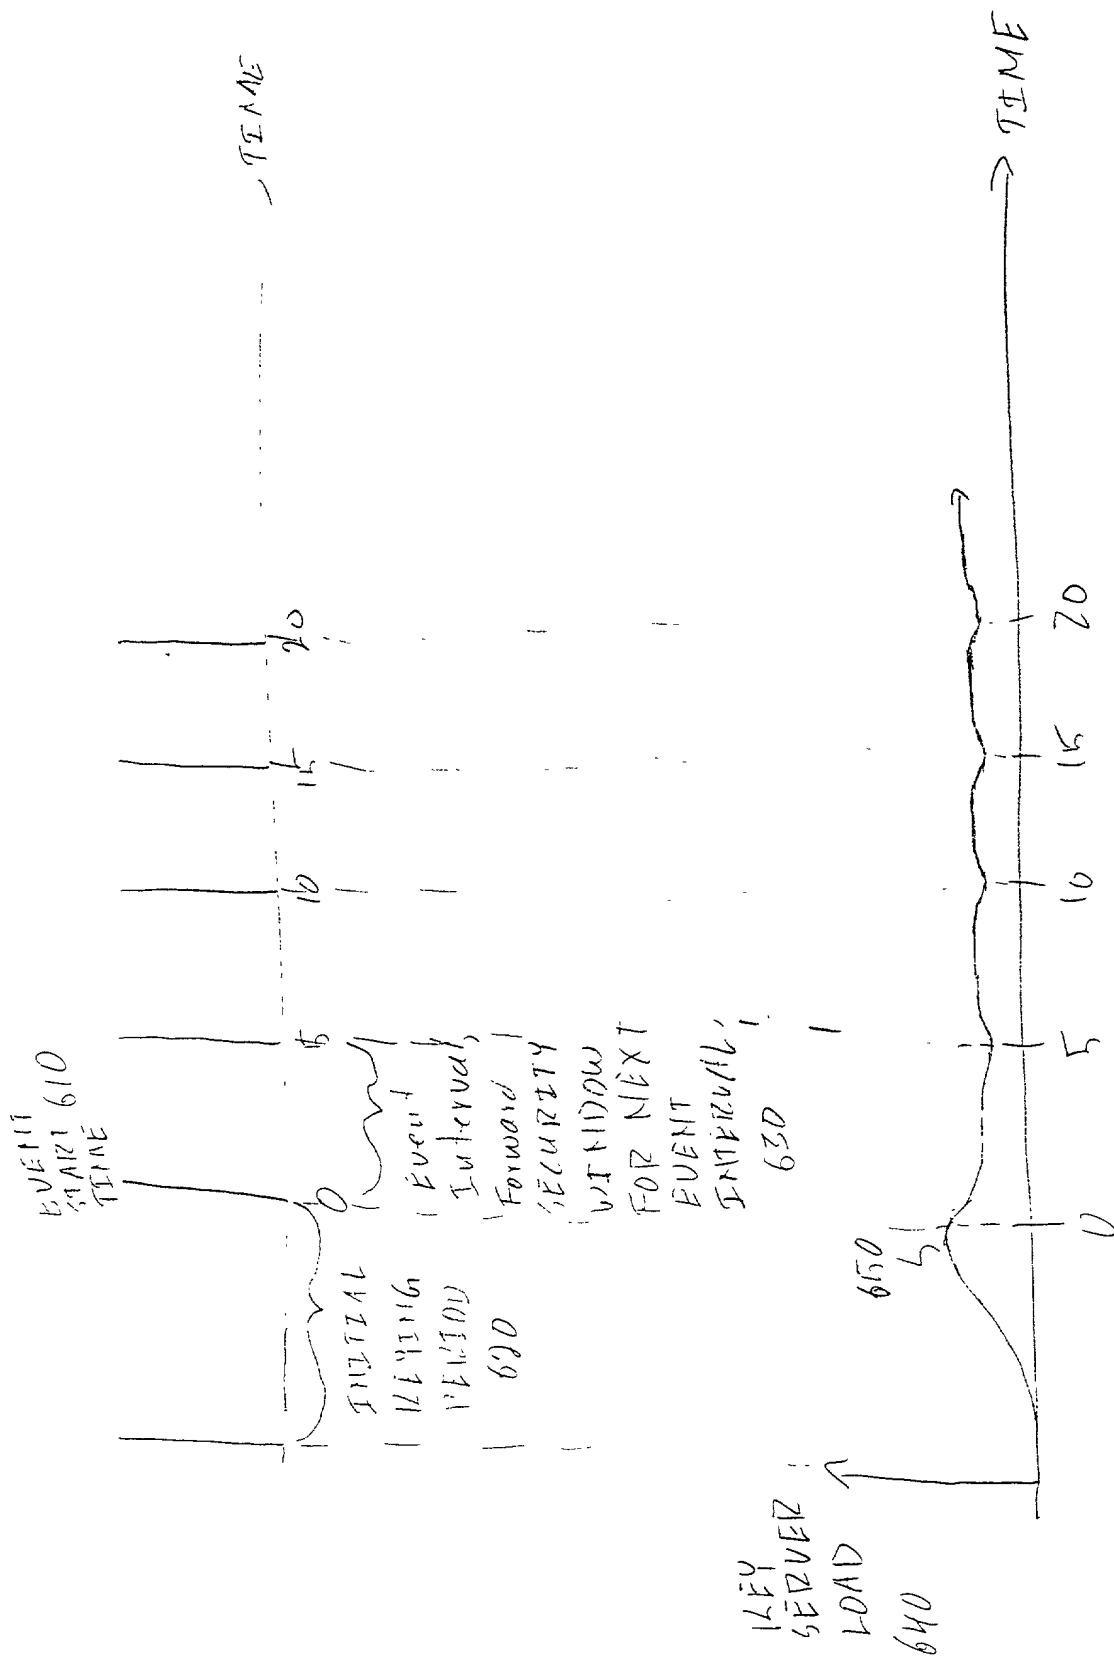 EVENT
START 610
TIME
TIME
0
5
10
15
20
INITIAL
KEYING
PERIOD
620
Event
Interval,
Forward
SECURITY
WINDOW
FOR NEXT
EVENT
INTERVAL,
630
KEY
SERVER
LOAD
640
650
TIME
0
5
10
15
20